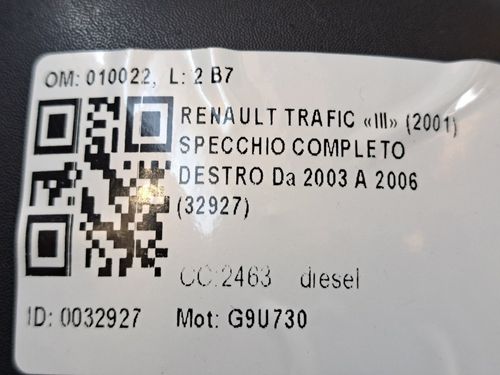 OM: 010022, L: 2 B7
RENAULT TRAFIC «III» (2001)
SPECCHIO COMPLETO
DESTRO Da 2003 A 2006
(32927)
CC:2463 diesel
ID: 0032927 Mot: G9U730